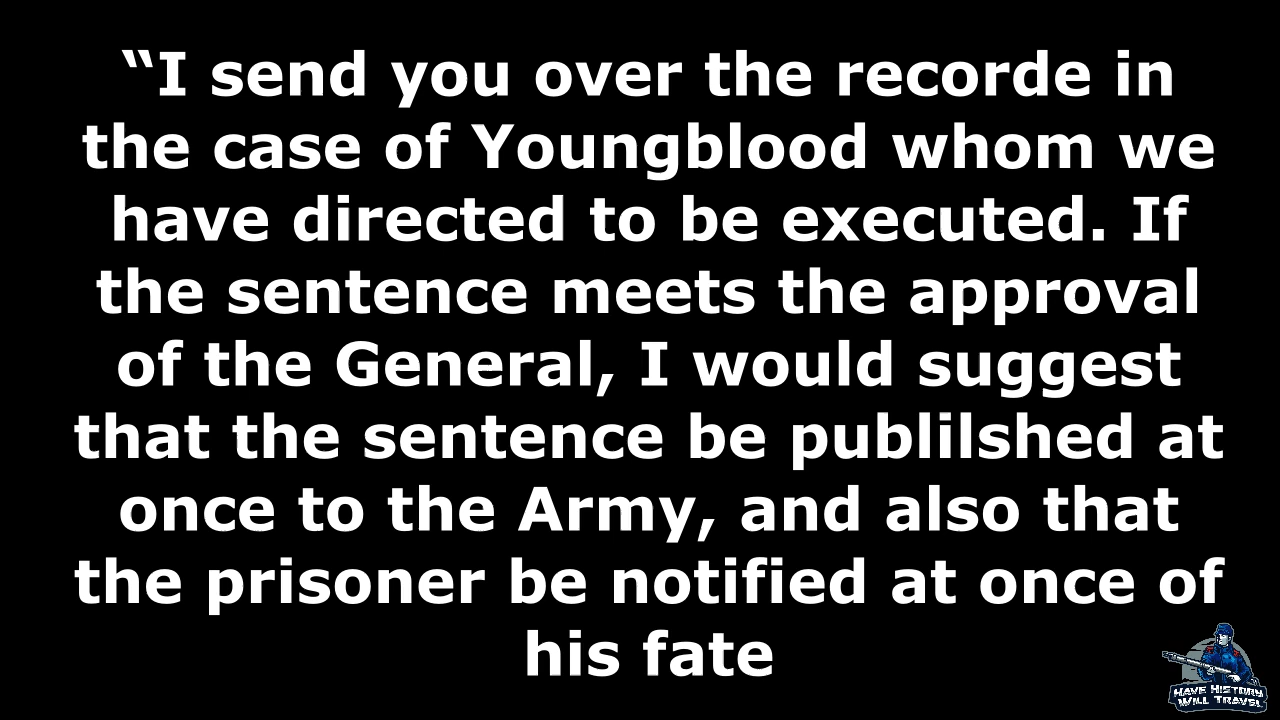 “I send you over the recorde in
the case of Youngblood whom we
have directed to be executed. If
the sentence meets the approval
of the General, I would suggest
that the sentence be publilshed at
once to the Army, and also that
the prisoner be notified at once of
his fate
HAVE HISTORY
WILL TRAVEL